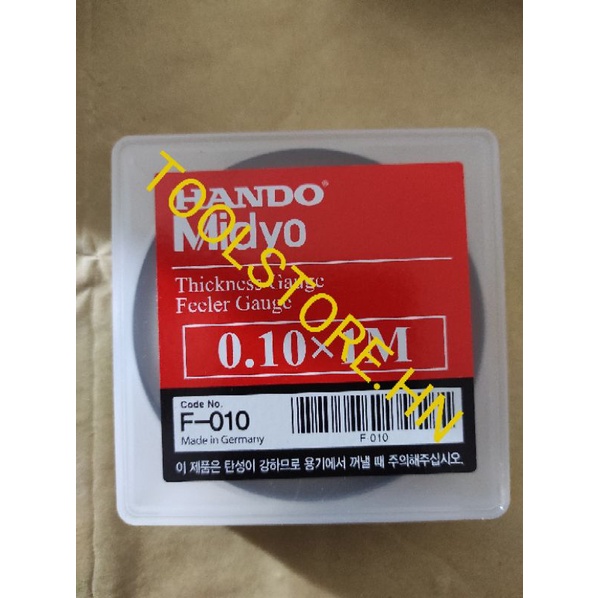 HANDO®
Midyo
Thickness Gauge
Feeler Gauge
0.10×1M
Code No.
F-010
Made in Germany
F 010
이 제품은 탄성이 강하므로 용기에서 꺼낼 때 주의해주십시오.
TOOLSTORE.HN